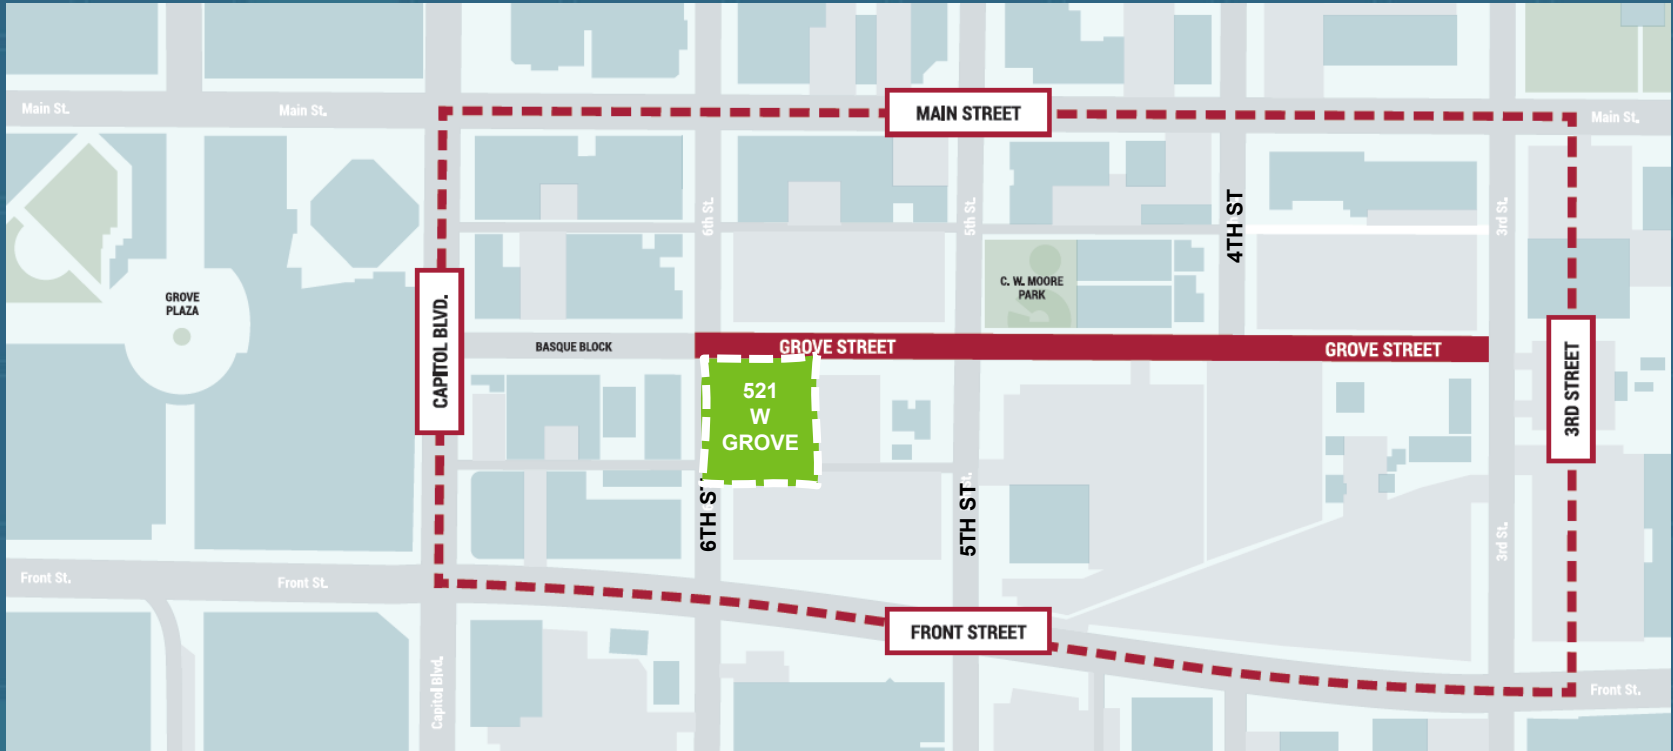 Main St.
Main St.
MAIN STREET
Main St.
6th St.
5th St.
4TH ST
3rd St.
GROVE
PLAZA
C. W. MOORE
PARK
CAPITOL BLVD.
BASQUE BLOCK
GROVE STREET
GROVE STREET
3RD STREET
521
W
GROVE
6TH ST
5TH ST
St.
3rd St.
Front St.
Front St.
FRONT STREET
Capitol Blvd.
Front St.